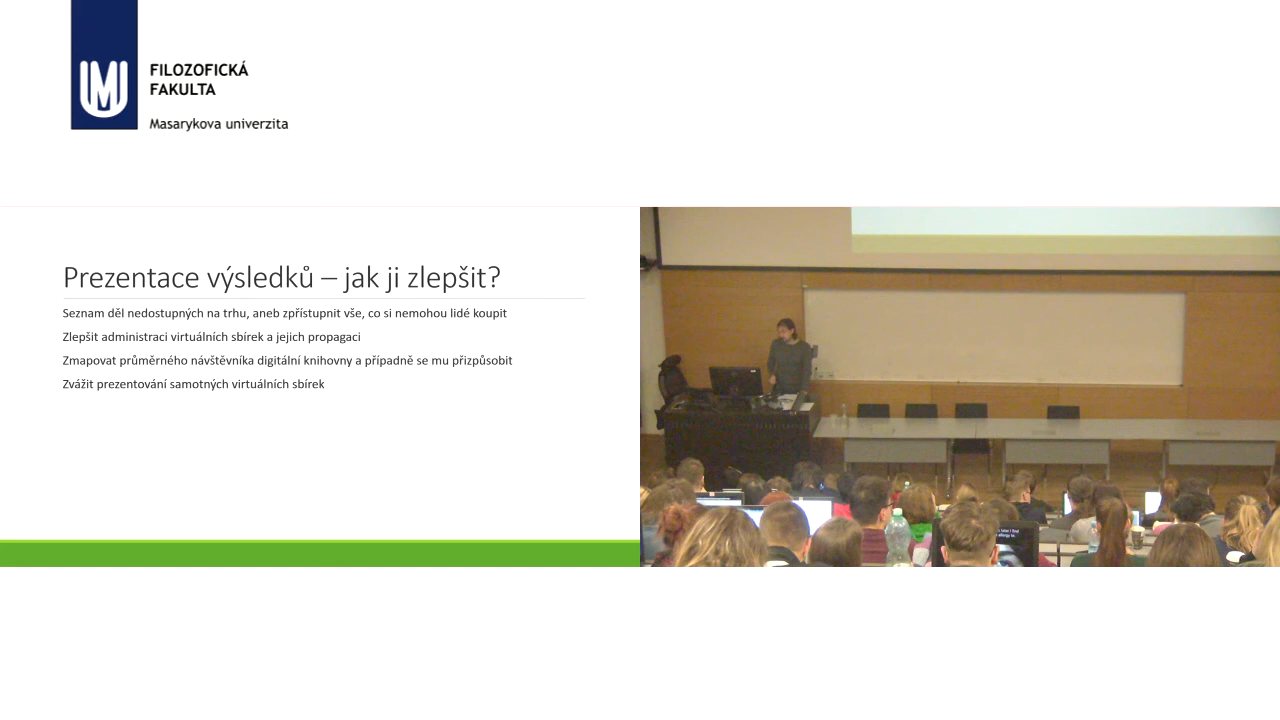 FILOZOFICKÁ
FAKULTA
Masarykova univerzita
Prezentace výsledků – jak ji zlepšit?
Seznam děl nedostupných na trhu, aneb zpřístupnit vše, co si nemohou lidé koupit
Zlepšit administraci virtuálních sbírek a jejich propagaci
Zmapovat průměrného návštěvníka digitální knihovny a případně se mu přizpůsobit
Zvážit prezentování samotných virtuálních sbírek